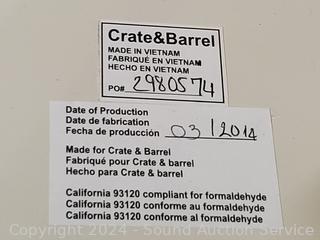 Crate&Barrel
MADE IN VIETNAM
FABRIQUÉ EN VIETNAM
HECHO EN VIETNAM
PO# 2980574
Date of Production
Date de fabrication
Fecha de producción 03/2014
Made for Crate & Barrel
Fabriqué pour Crate & barrel
Hecho para Crate & barrel
California 93120 compliant for formaldehyde
California 93120 conforme au formaldehyde
California 93120 conforme al formaldehyde
Copyright 2024 - Sound Auction Service